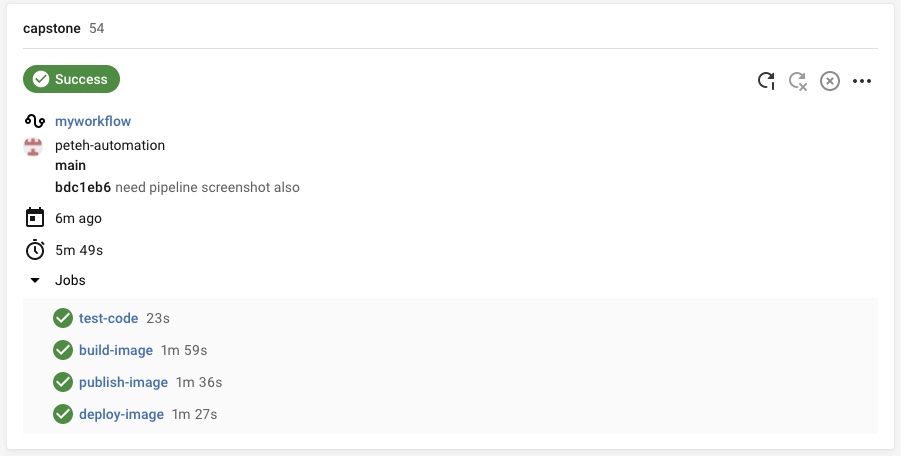 capstone 54
Success
myworkflow
peteh-automation
main
bdc1eb6 need pipeline screenshot also
6m ago
5m 49s
Jobs
test-code 23s
build-image 1m 59s
publish-image 1m 36s
deploy-image 1m 27s